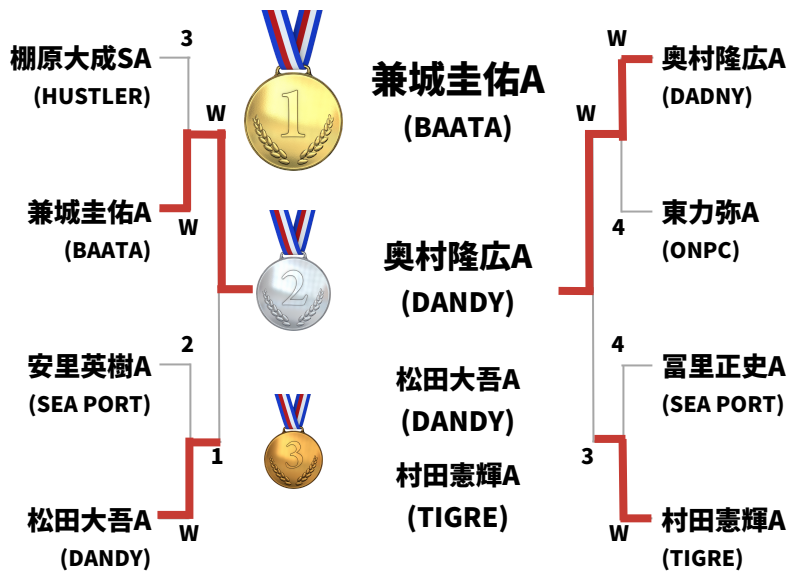 棚原大成SA
(HUSTLER)
3
W
兼城圭佑A
(BAATA)
W
安里英樹A
(SEA PORT)
2
1
松田大吾A
(DANDY)
W
1
兼城圭佑A
(BAATA)
2
奥村隆広A
(DANDY)
3
松田大吾A
(DANDY)
村田憲輝A
(TIGRE)
W
奥村隆広A
(DADNY)
W
東力弥A
(ONPC)
4
4
冨里正史A
(SEA PORT)
3
村田憲輝A
(TIGRE)
W